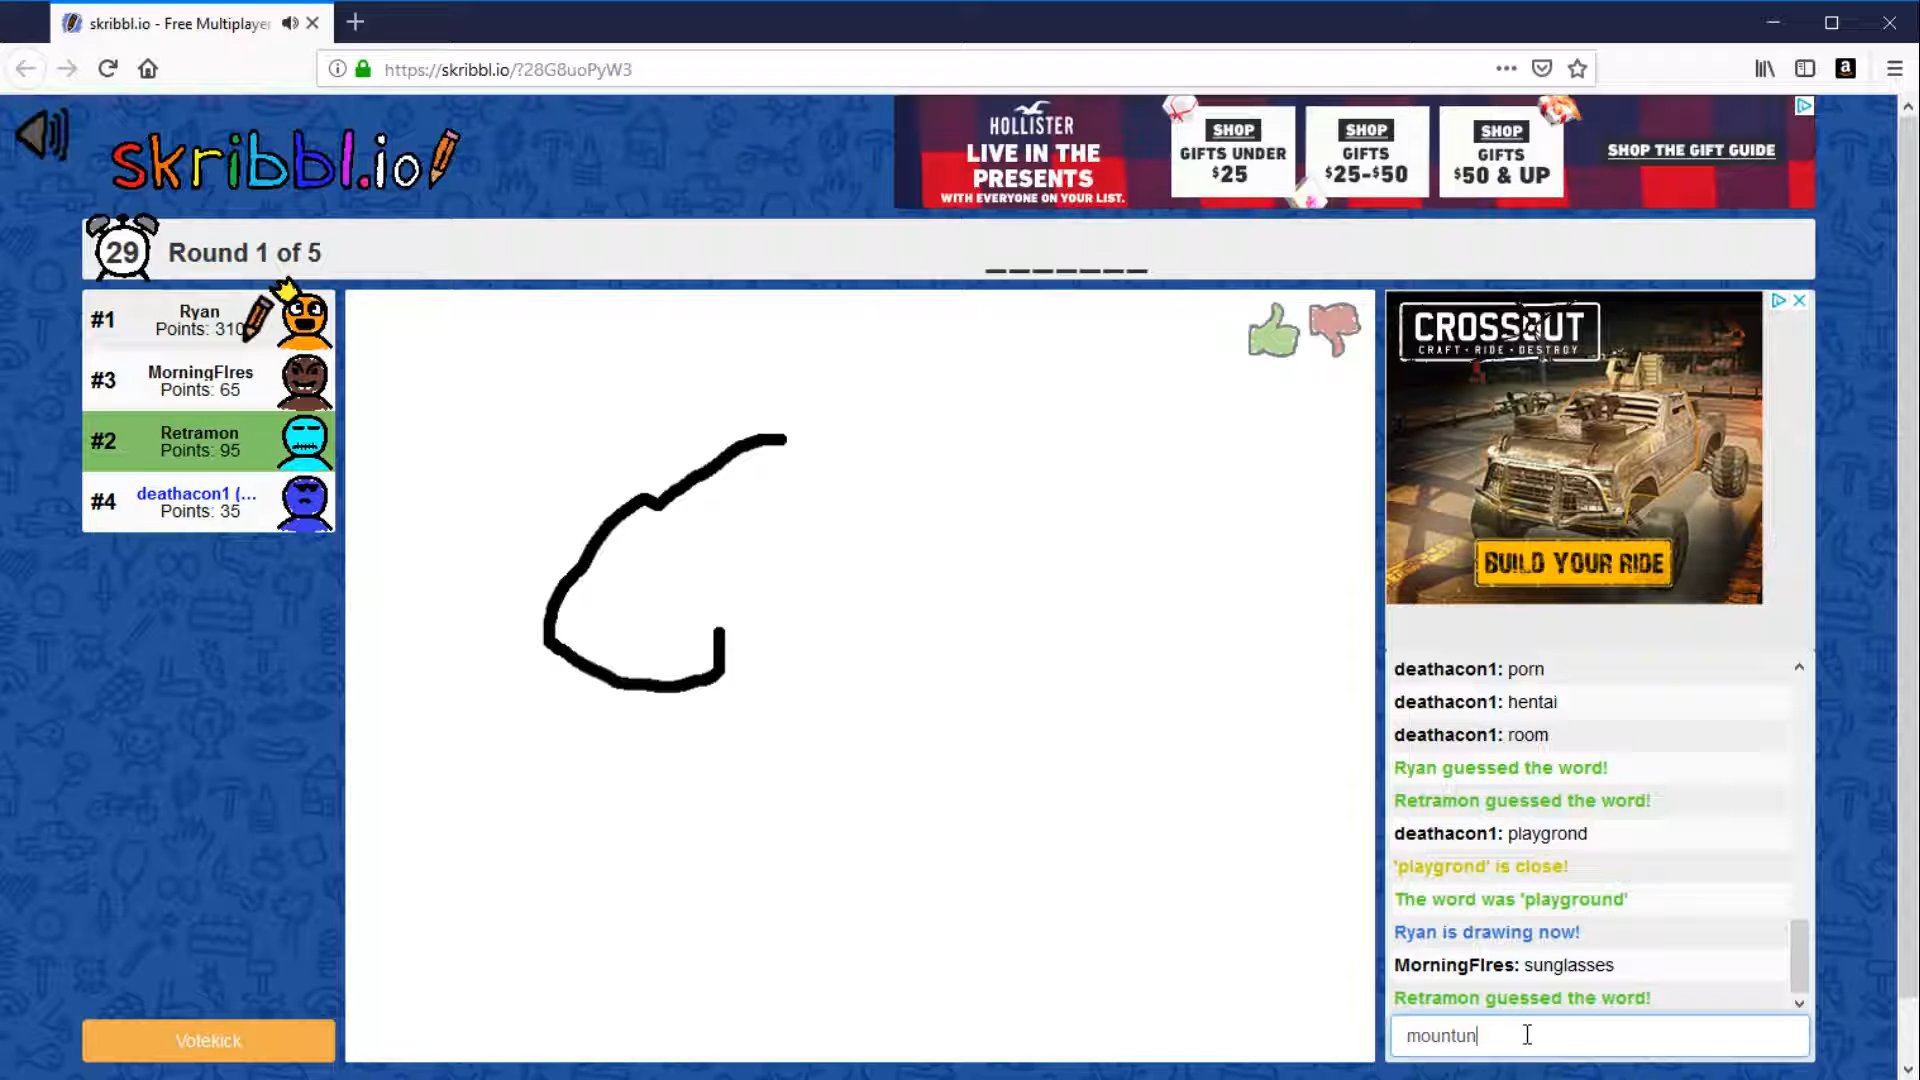 skribbl.io - Free Multiplayer
https://skribbl.io/?28G8uoPyW3
skribbl.io
HOLLISTER
LIVE IN THE
PRESENTS
WITH EVERYONE ON YOUR LIST.
SHOP
GIFTS UNDER
$25
SHOP
GIFTS
$25-$50
SHOP
GIFTS
$50 & UP
SHOP THE GIFT GUIDE
29
Round 1 of 5
_______
#1
Ryan
Points: 310
#3
MorningFIres
Points: 65
#2
Retramon
Points: 95
#4
deathacon1 (...
Points: 35
Votekick
CROSSOUT
CRAFT · RIDE · DESTROY
BUILD YOUR RIDE
deathacon1: porn
deathacon1: hentai
deathacon1: room
Ryan guessed the word!
Retramon guessed the word!
deathacon1: playgrond
'playgrond' is close!
The word was 'playground'
Ryan is drawing now!
MorningFIres: sunglasses
Retramon guessed the word!
mountun